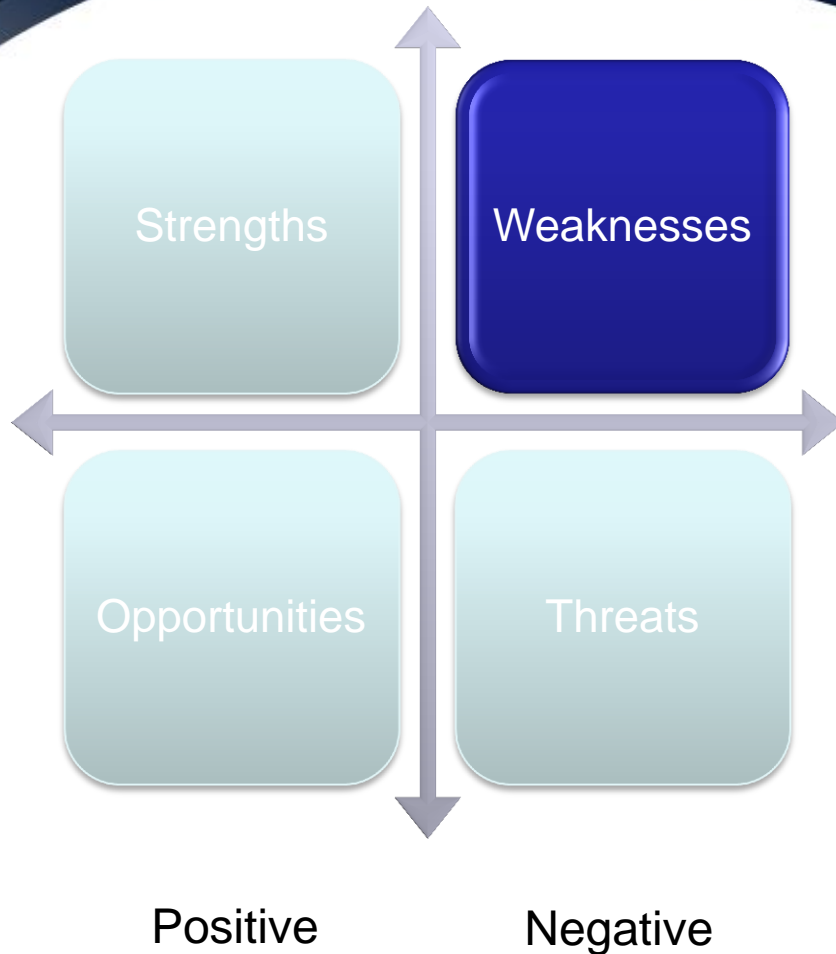 Strengths
Weaknesses
Opportunities
Threats
Positive
Negative